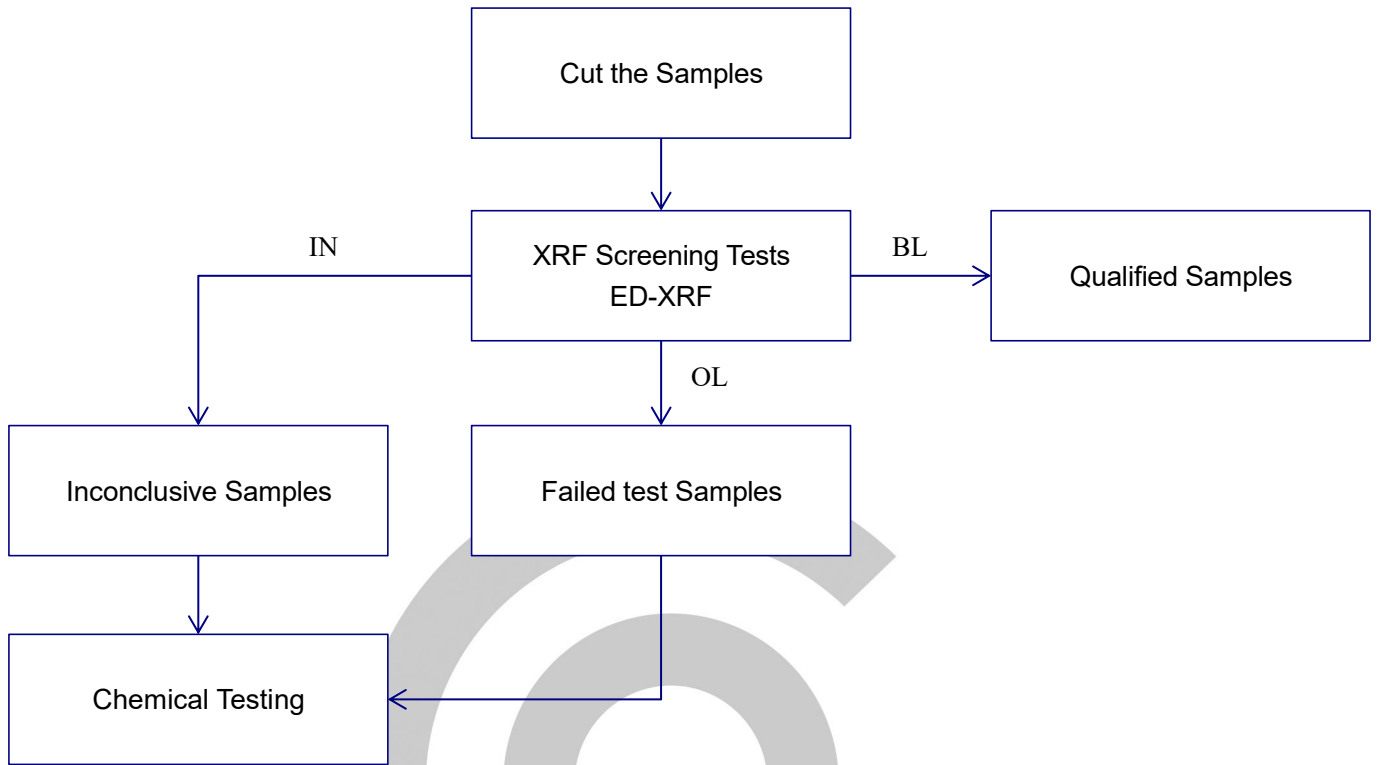 Cut the Samples
IN
XRF Screening Tests
ED-XRF
BL
Qualified Samples
OL
Inconclusive Samples
Failed test Samples
Chemical Testing